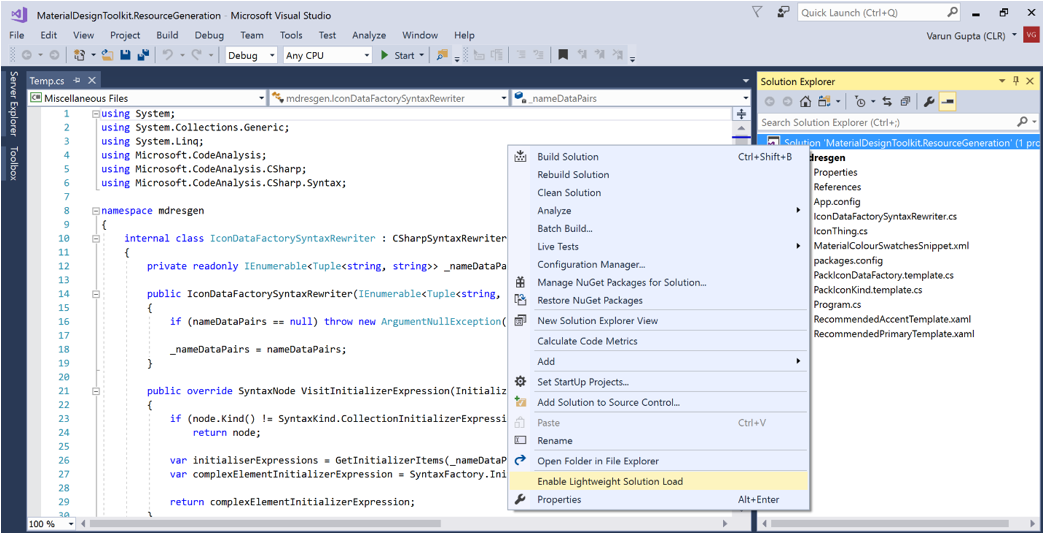 MaterialDesignToolkit.ResourceGeneration - Microsoft Visual Studio
Quick Launch (Ctrl+Q)
File Edit View Project Build Debug Team Tools Test Analyze Window Help
Varun Gupta (CLR) VG
Debug Any CPU Start
Server Explorer
Toolbox
Temp.cs
C# Miscellaneous Files mdresgen.IconDataFactorySyntaxRewriter _nameDataPairs
1 using System;
2 using System.Collections.Generic;
3 using System.Linq;
4 using Microsoft.CodeAnalysis;
5 using Microsoft.CodeAnalysis.CSharp;
6 using Microsoft.CodeAnalysis.CSharp.Syntax;
7
8 namespace mdresgen
9 {
10 internal class IconDataFactorySyntaxRewriter : CSharpSyntaxRewriter
11 {
12 private readonly IEnumerable<Tuple<string, string>> _nameDataPa
13
14 public IconDataFactorySyntaxRewriter(IEnumerable<Tuple<string,
15 {
16 if (nameDataPairs == null) throw new ArgumentNullException(
17
18 _nameDataPairs = nameDataPairs;
19 }
20
21 public override SyntaxNode VisitInitializerExpression(Initializ
22 {
23 if (node.Kind() != SyntaxKind.CollectionInitializerExpressi
24 return node;
25
26 var initialiserExpressions = GetInitializerItems(_nameDataP
27 var complexElementInitializerExpression = SyntaxFactory.Ini
28
29 return complexElementInitializerExpression;
30 }
100 %
Build Solution Ctrl+Shift+B
Rebuild Solution
Clean Solution
Analyze
Batch Build...
Live Tests
Configuration Manager...
Manage NuGet Packages for Solution...
Restore NuGet Packages
New Solution Explorer View
Calculate Code Metrics
Add
Set StartUp Projects...
Add Solution to Source Control...
Paste Ctrl+V
Rename
Open Folder in File Explorer
Enable Lightweight Solution Load
Properties Alt+Enter
Solution Explorer
Search Solution Explorer (Ctrl+;)
Solution 'MaterialDesignToolkit.ResourceGeneration' (1 pro
dresgen
Properties
References
App.config
IconDataFactorySyntaxRewriter.cs
IconThing.cs
MaterialColourSwatchesSnippet.xml
packages.config
PackIconDataFactory.template.cs
PackIconKind.template.cs
Program.cs
RecommendedAccentTemplate.xaml
RecommendedPrimaryTemplate.xaml